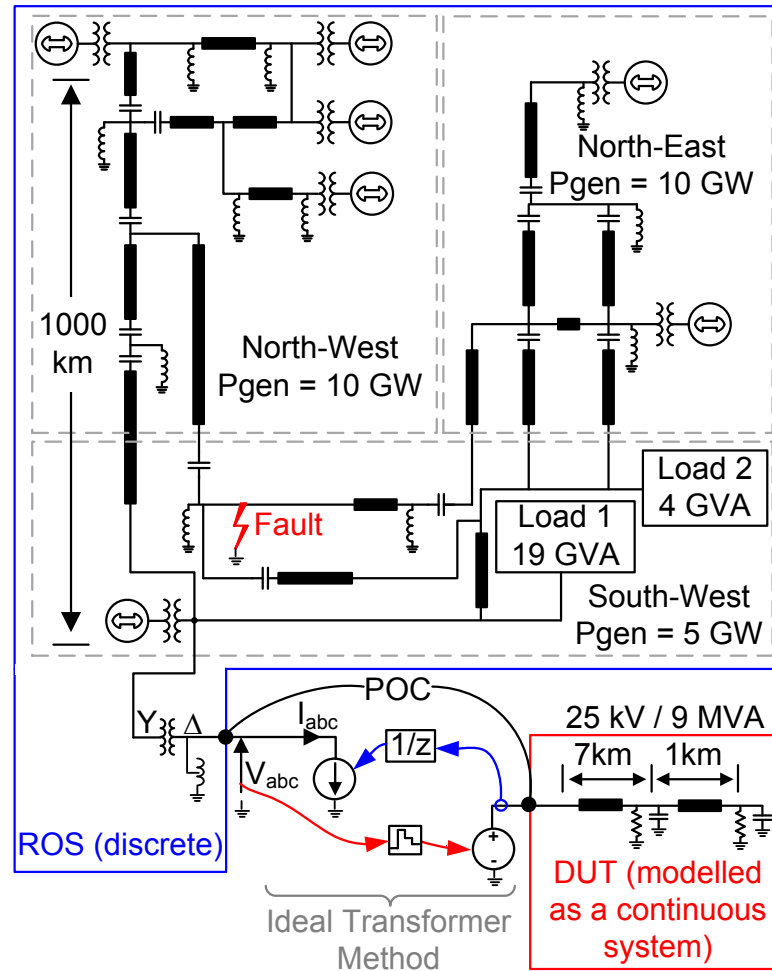 1000
km
North-West
Pgen = 10 GW
North-East
Pgen = 10 GW
Fault
Load 2
4 GVA
Load 1
19 GVA
South-West
Pgen = 5 GW
Y
Δ
POC
I abc
V abc
1/z
+
-
25 kV / 9 MVA
7km
1km
ROS (discrete)
DUT (modelled
as a continuous
system)
Ideal Transformer
Method